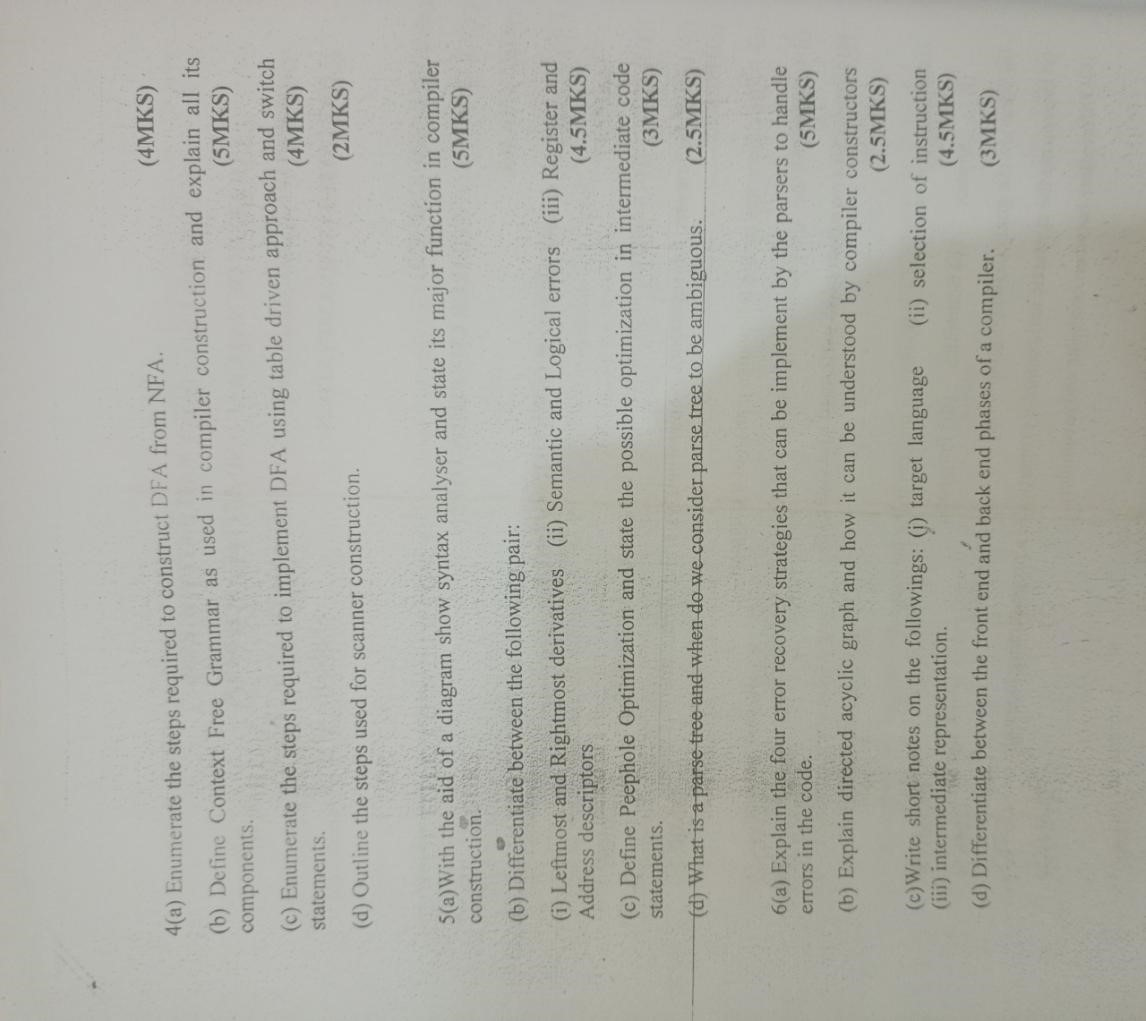 (4MKS)
4(a) Enumerate the steps required to construct DFA from NFA.
(b) Define Context Free Grammar as used in compiler construction and explain all its
components. (5MKS)
(c) Enumerate the steps required to implement DFA using table driven approach and switch
statements. (4MKS)
(d) Outline the steps used for scanner construction. (2MKS)
5(a)With the aid of a diagram show syntax analyser and state its major function in compiler
construction. (5MKS)
(b) Differentiate between the following pair:
(i) Leftmost and Rightmost derivatives (ii) Semantic and Logical errors (iii) Register and
Address descriptors (4.5MKS)
(c) Define Peephole Optimization and state the possible optimization in intermediate code
statements. (3MKS)
(d) What is a parse tree and when do we consider parse tree to be ambiguous. (2.5MKS)
6(a) Explain the four error recovery strategies that can be implement by the parsers to handle
errors in the code. (5MKS)
(b) Explain directed acyclic graph and how it can be understood by compiler constructors
(2.5MKS)
(c)Write short notes on the followings: (i) target language (ii) selection of instruction
(iii) intermediate representation. (4.5MKS)
(d) Differentiate between the front end and back end phases of a compiler. (3MKS)